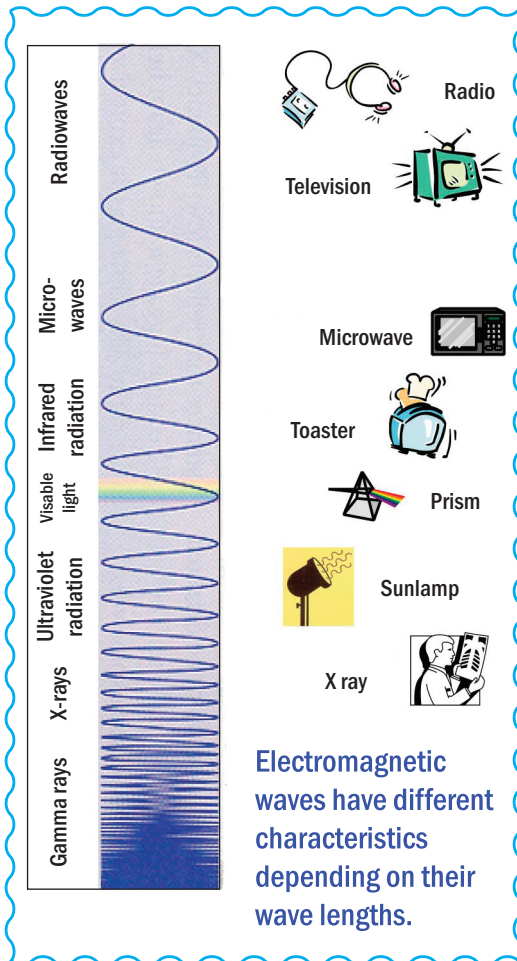 Radiowaves
Micro-
waves
Infrared
radiation
Visable
light
Ultraviolet
radiation
X-rays
Gamma rays
Radio
Television
Microwave
Toaster
Prism
Sunlamp
X ray
Electromagnetic
waves have different
characteristics
depending on their
wave lengths.